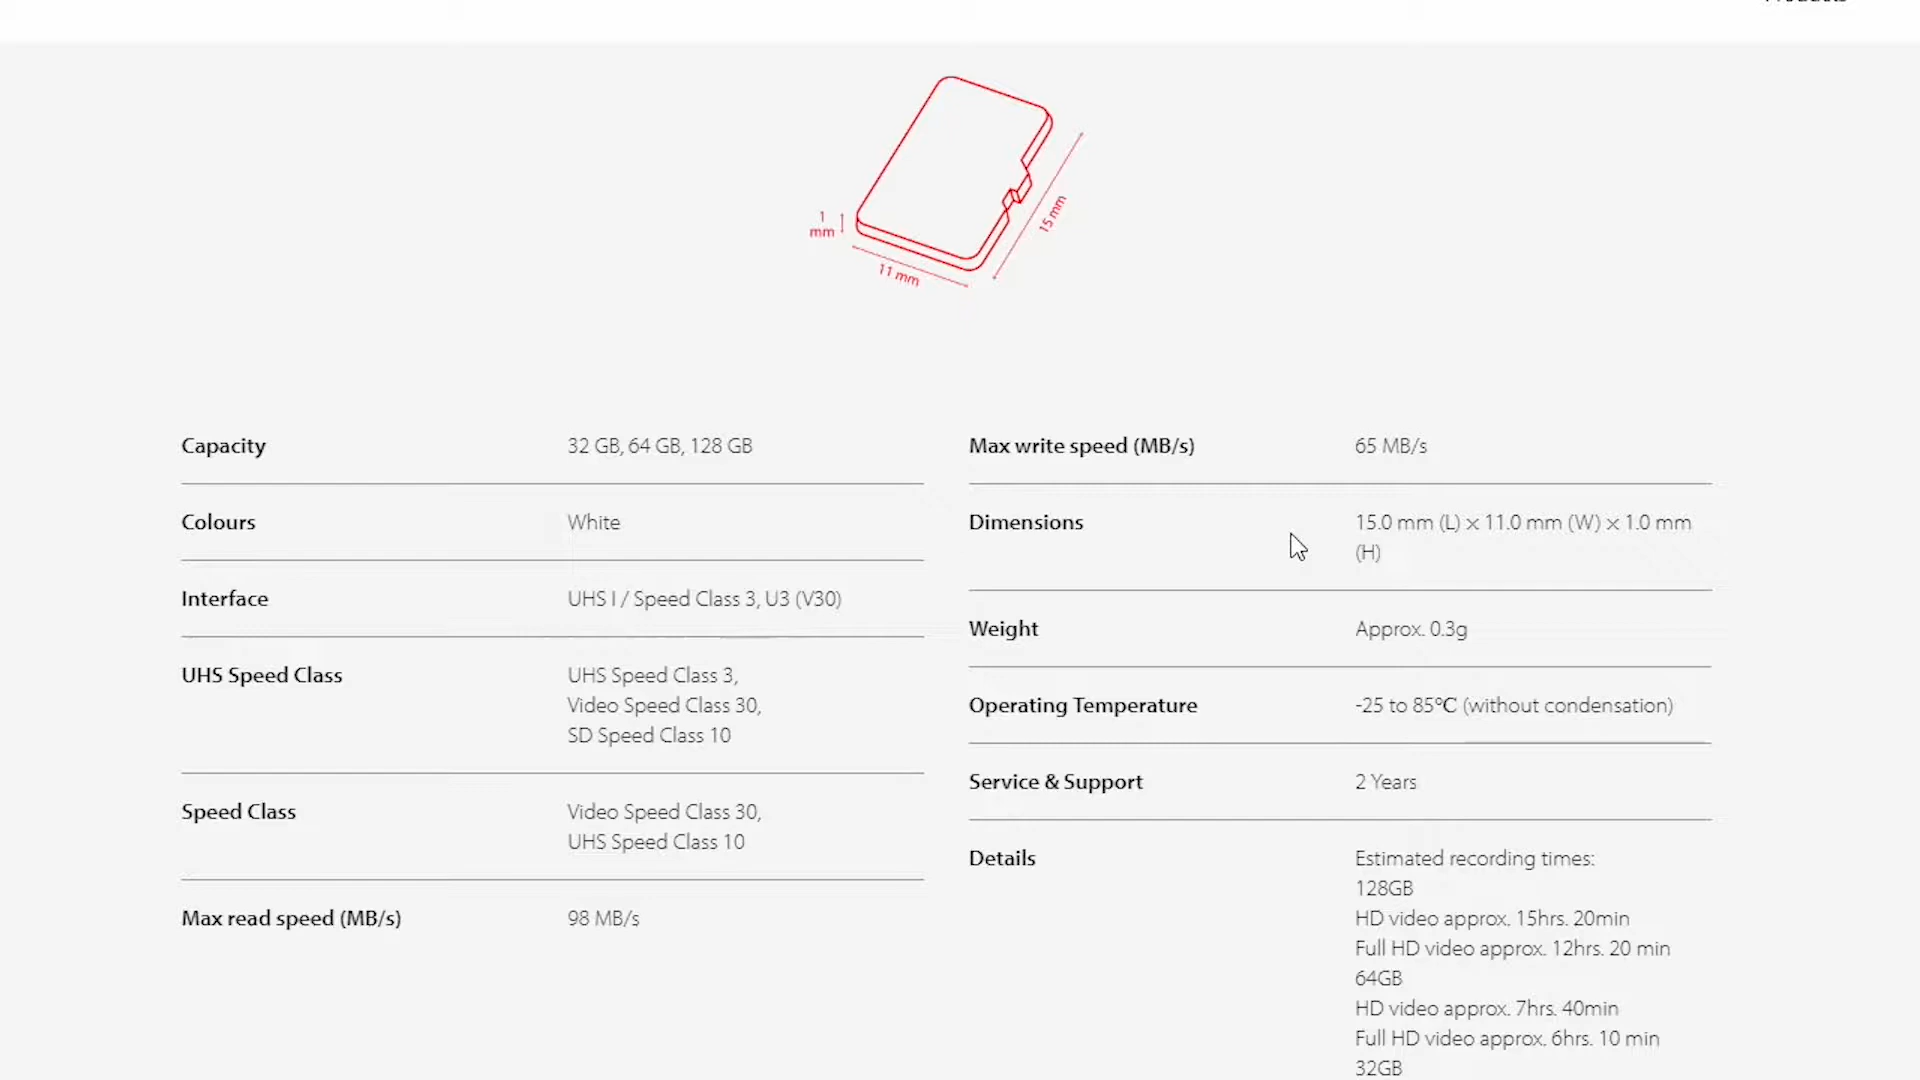 1
mm
11 mm
15 mm
Capacity 32 GB, 64 GB, 128 GB
Colours White
Interface UHS I / Speed Class 3, U3 (V30)
UHS Speed Class UHS Speed Class 3,
Video Speed Class 30,
SD Speed Class 10
Speed Class Video Speed Class 30,
UHS Speed Class 10
Max read speed (MB/s) 98 MB/s
Max write speed (MB/s) 65 MB/s
Dimensions 15.0 mm (L) x 11.0 mm (W) x 1.0 mm
(H)
Weight Approx. 0.3g
Operating Temperature -25 to 85℃ (without condensation)
Service & Support 2 Years
Details Estimated recording times:
128GB
HD video approx. 15hrs. 20min
Full HD video approx. 12hrs. 20 min
64GB
HD video approx. 7hrs. 40min
Full HD video approx. 6hrs. 10 min
32GB